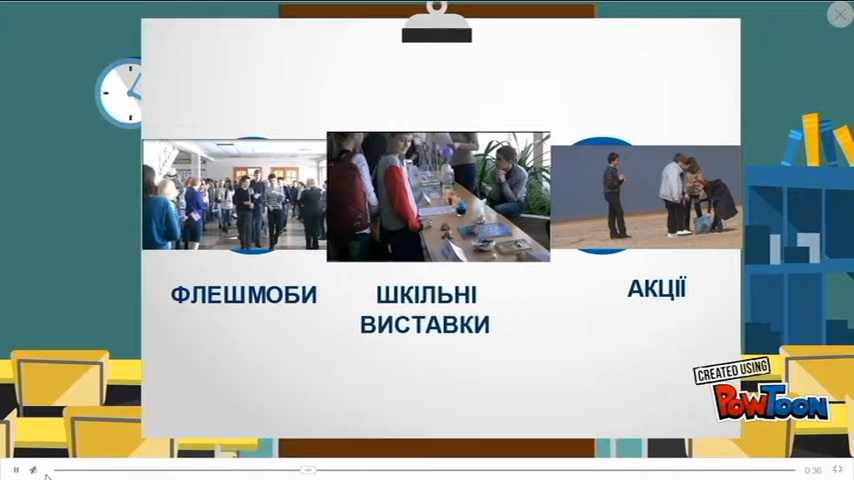 ФЛЕШМОБИ
ШКІЛЬНІ
ВИСТАВКИ
АКЦІЇ
CREATED USING
POWTOON
0:36